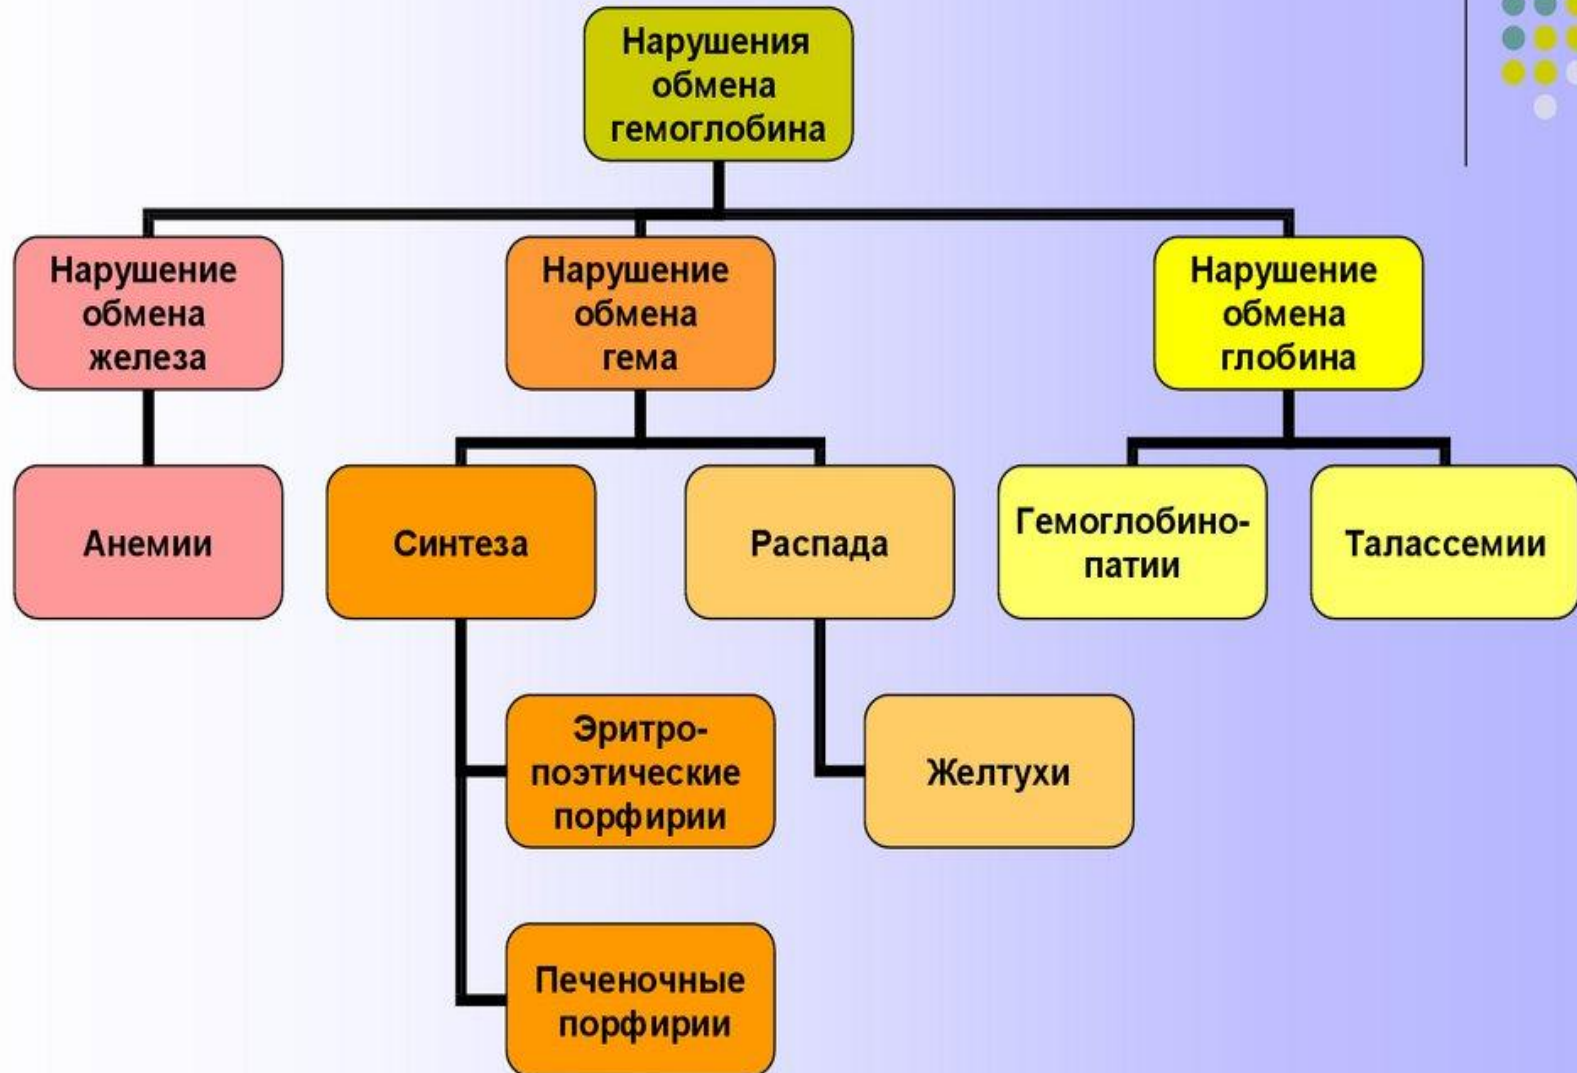 Нарушения
обмена
гемоглобина
Нарушение
обмена
железа
Нарушение
обмена
гема
Нарушение
обмена
глобина
Анемии
Синтеза
Распада
Гемоглобино-
патии
Талассемии
Эритро-
поэтические
порфирии
Желтухи
Печеночные
порфирии